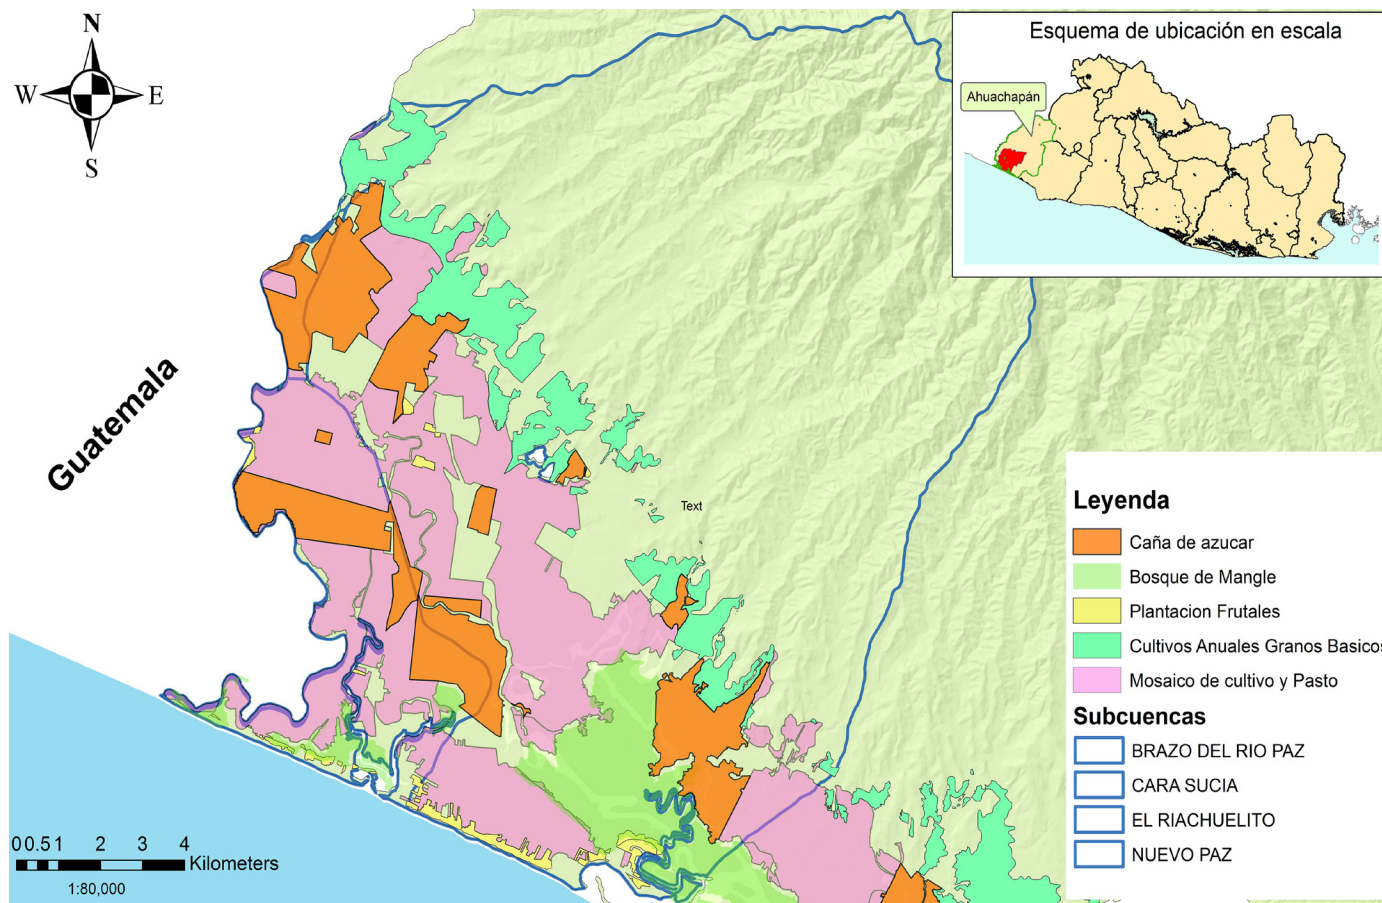 N
W E
S
Esquema de ubicación en escala
Ahuachapán
Guatemala
Text
Leyenda
Caña de azucar
Bosque de Mangle
Plantacion Frutales
Cultivos Anuales Granos Basicos
Mosaico de cultivo y Pasto
Subcuencas
BRAZO DEL RIO PAZ
CARA SUCIA
EL RIACHUELITO
NUEVO PAZ
0 0.5 1 2 3 4
Kilometers
1:80,000